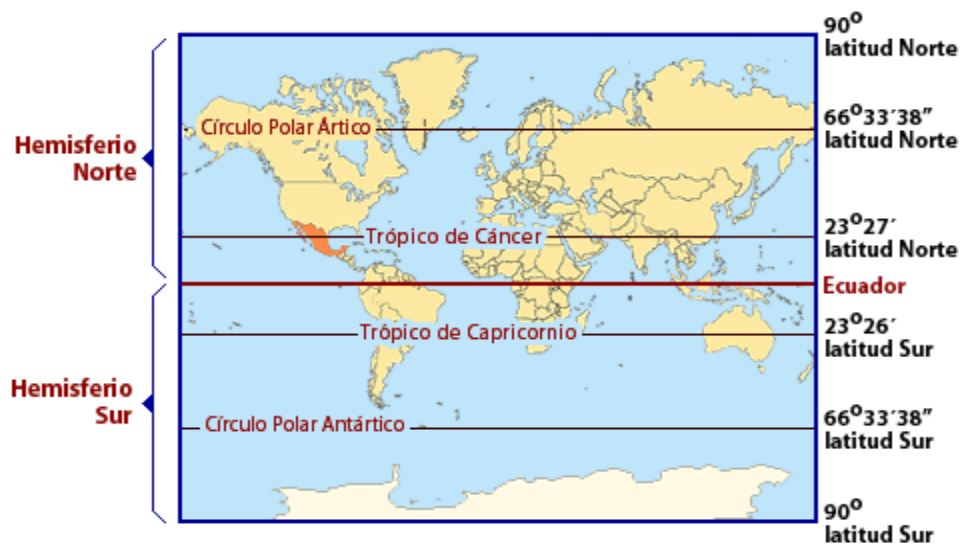 90º
latitud Norte
Círculo Polar Ártico
66º33´38”
latitud Norte
Hemisferio
Norte
Trópico de Cáncer
23º27´
latitud Norte
Ecuador
Trópico de Capricornio
23º26´
latitud Sur
Hemisferio
Sur
Círculo Polar Antártico
66º33´38”
latitud Sur
90º
latitud Sur